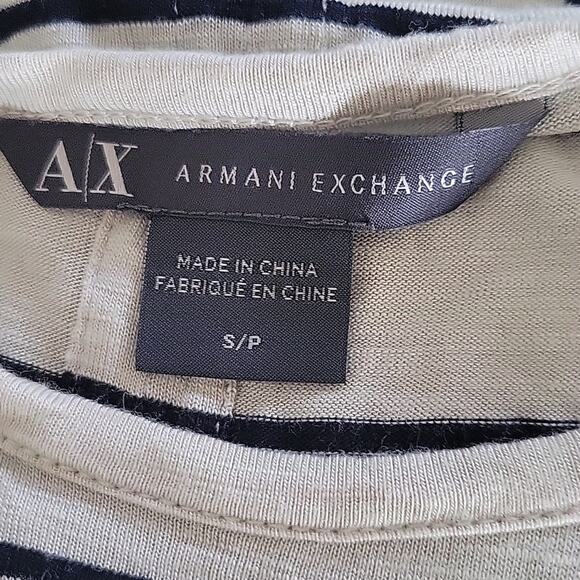 A|X ARMANI EXCHANGE
MADE IN CHINA
FABRIQUÉ EN CHINE
S/P